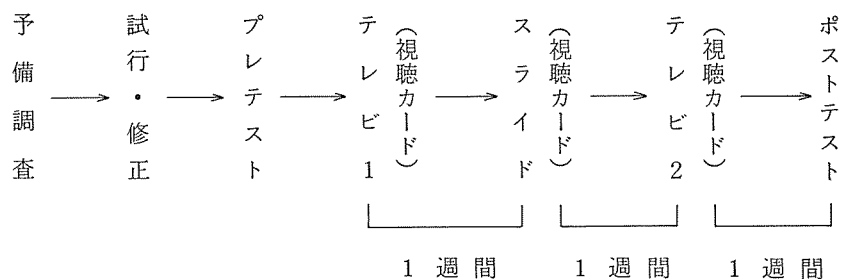 予備調査
試行・修正
プレテスト
テレビ1
（視聴カード）
スライド
（視聴カード）
テレビ2
（視聴カード）
ポストテスト
1週間
1週間
1週間